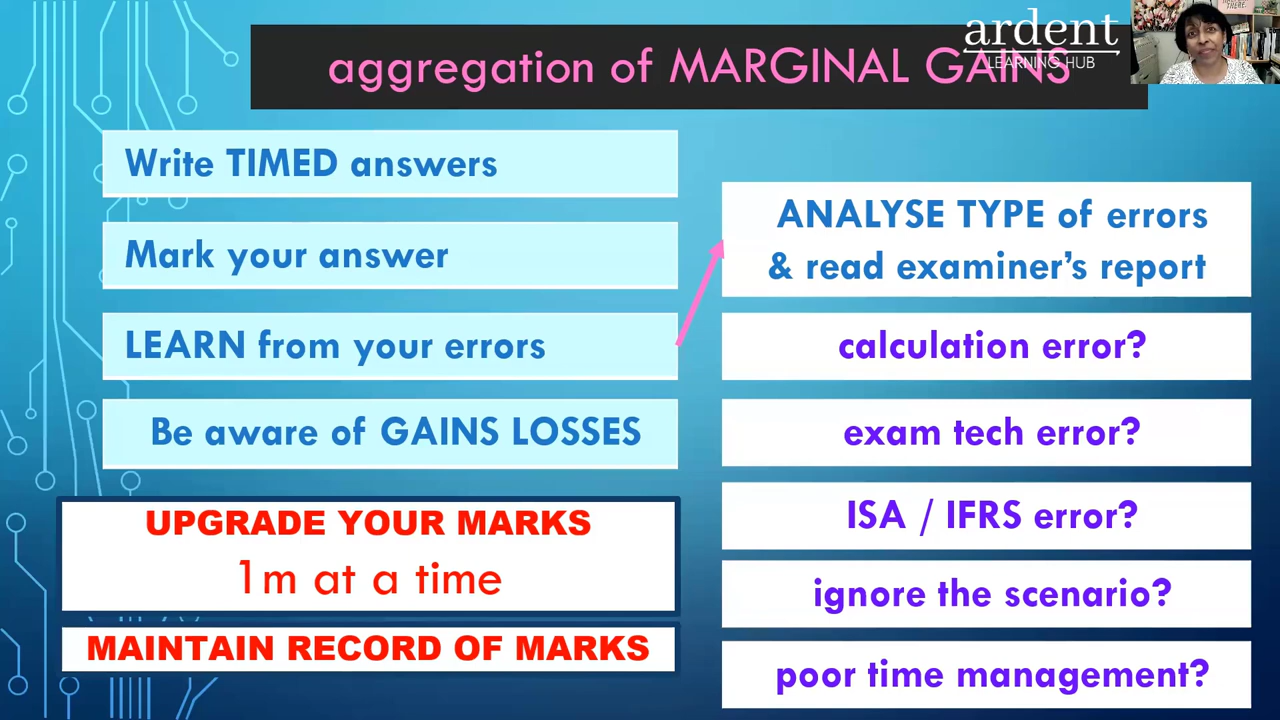 aggregation of MARGINAL GAINS
ardent
LEARNING HUB
Write TIMED answers
Mark your answer
LEARN from your errors
Be aware of GAINS LOSSES
UPGRADE YOUR MARKS
1m at a time
MAINTAIN RECORD OF MARKS
ANALYSE TYPE of errors
& read examiner's report
calculation error?
exam tech error?
ISA / IFRS error?
ignore the scenario?
poor time management?